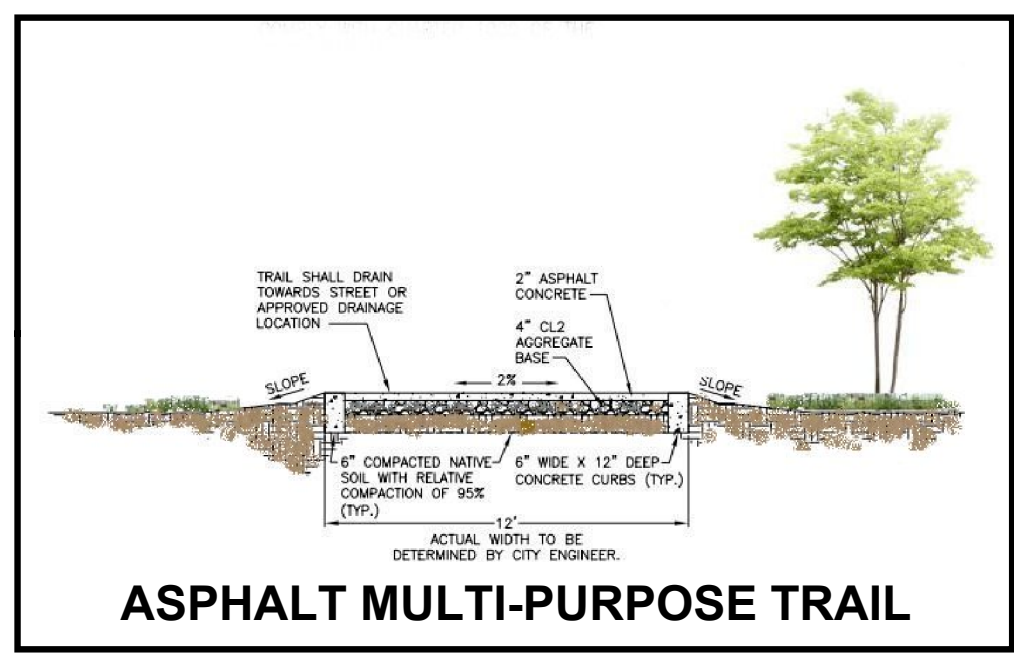 TRAIL SHALL DRAIN
TOWARDS STREET OR
APPROVED DRAINAGE
LOCATION
2" ASPHALT
CONCRETE
4" CL2
AGGREGATE
BASE
SLOPE
2%
SLOPE
6" COMPACTED NATIVE
SOIL WITH RELATIVE
COMPACTION OF 95%
(TYP.)
6" WIDE X 12" DEEP
CONCRETE CURBS (TYP.)
12'
ACTUAL WIDTH TO BE
DETERMINED BY CITY ENGINEER.
ASPHALT MULTI-PURPOSE TRAIL